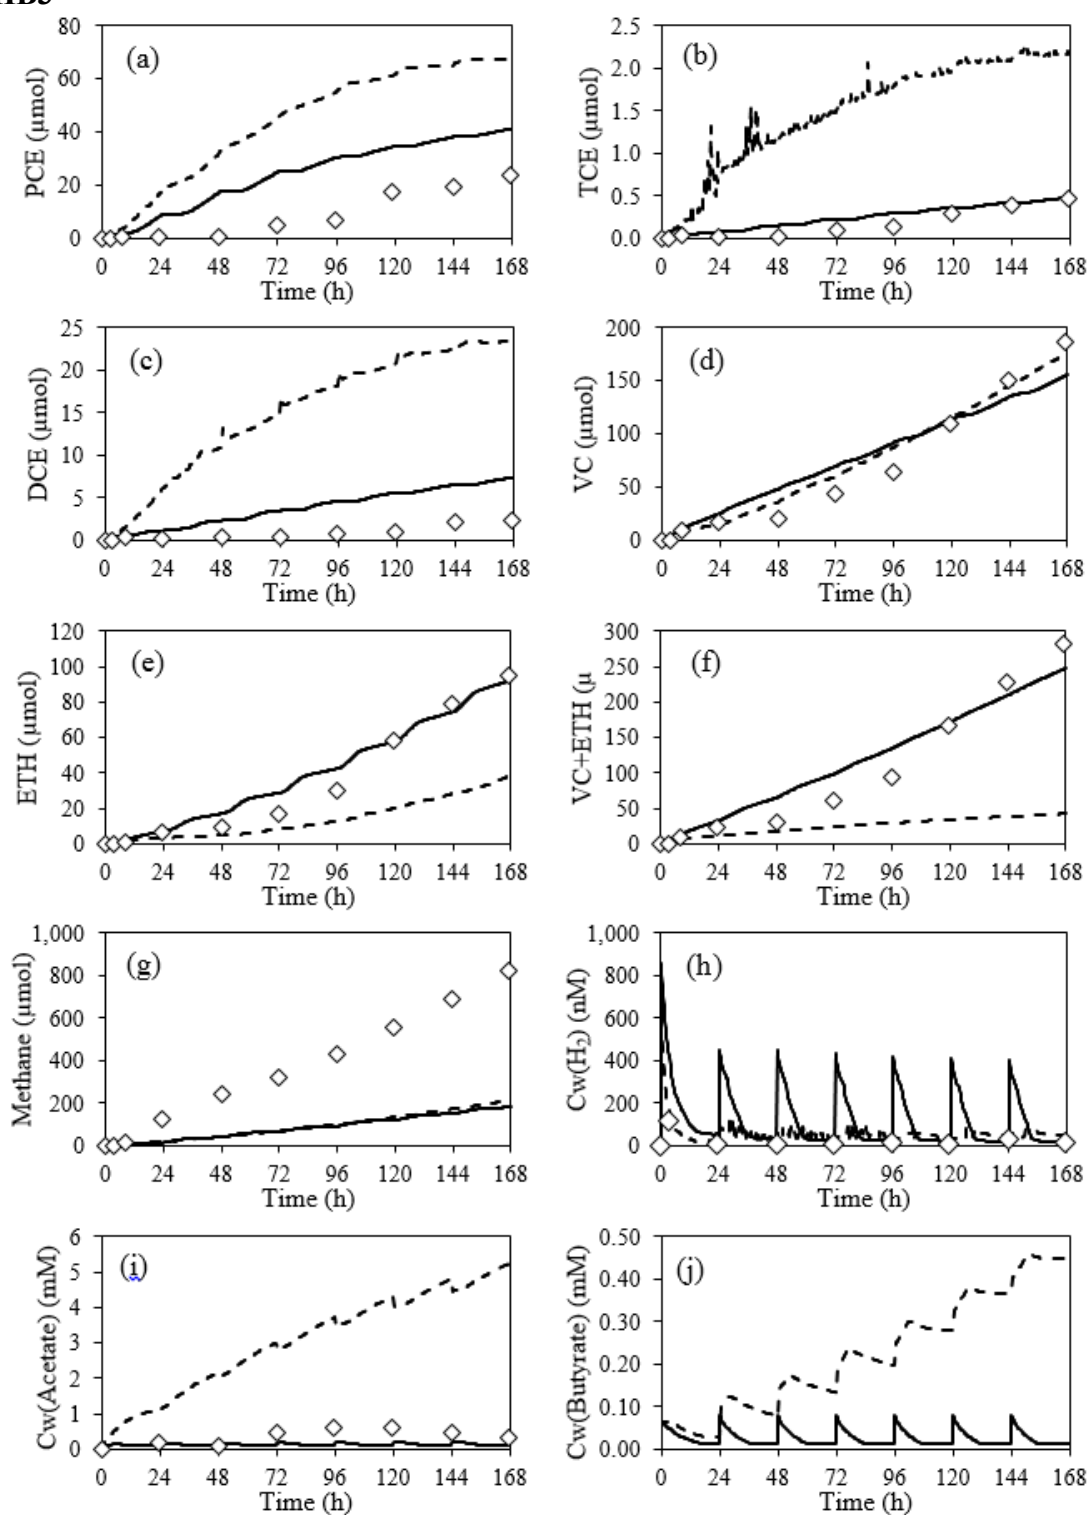 (a)
PCE (µmol)
80
60
40
20
0
0 24 48 72 96 120 144 168
Time (h)
(b)
TCE (µmol)
2.5
2.0
1.5
1.0
0.5
0.0
0 24 48 72 96 120 144 168
Time (h)
(c)
DCE (µmol)
25
20
15
10
5
0
0 24 48 72 96 120 144 168
Time (h)
(d)
VC (µmol)
200
150
100
50
0
0 24 48 72 96 120 144 168
Time (h)
(e)
ETH (µmol)
120
100
80
60
40
20
0
0 24 48 72 96 120 144 168
Time (h)
(f)
VC+ETH (µ
300
250
200
150
100
50
0
0 24 48 72 96 120 144 168
Time (h)
(g)
Methane (µmol)
1,000
800
600
400
200
0
0 24 48 72 96 120 144 168
Time (h)
(h)
Cw(H₂) (nM)
1,000
800
600
400
200
0
0 24 48 72 96 120 144 168
Time (h)
(i)
Cw(Acetate) (mM)
6
5
4
3
2
1
0
0 24 48 72 96 120 144 168
Time (h)
(j)
Cw(Butyrate) (mM)
0.50
0.40
0.30
0.20
0.10
0.00
0 24 48 72 96 120 144 168
Time (h)